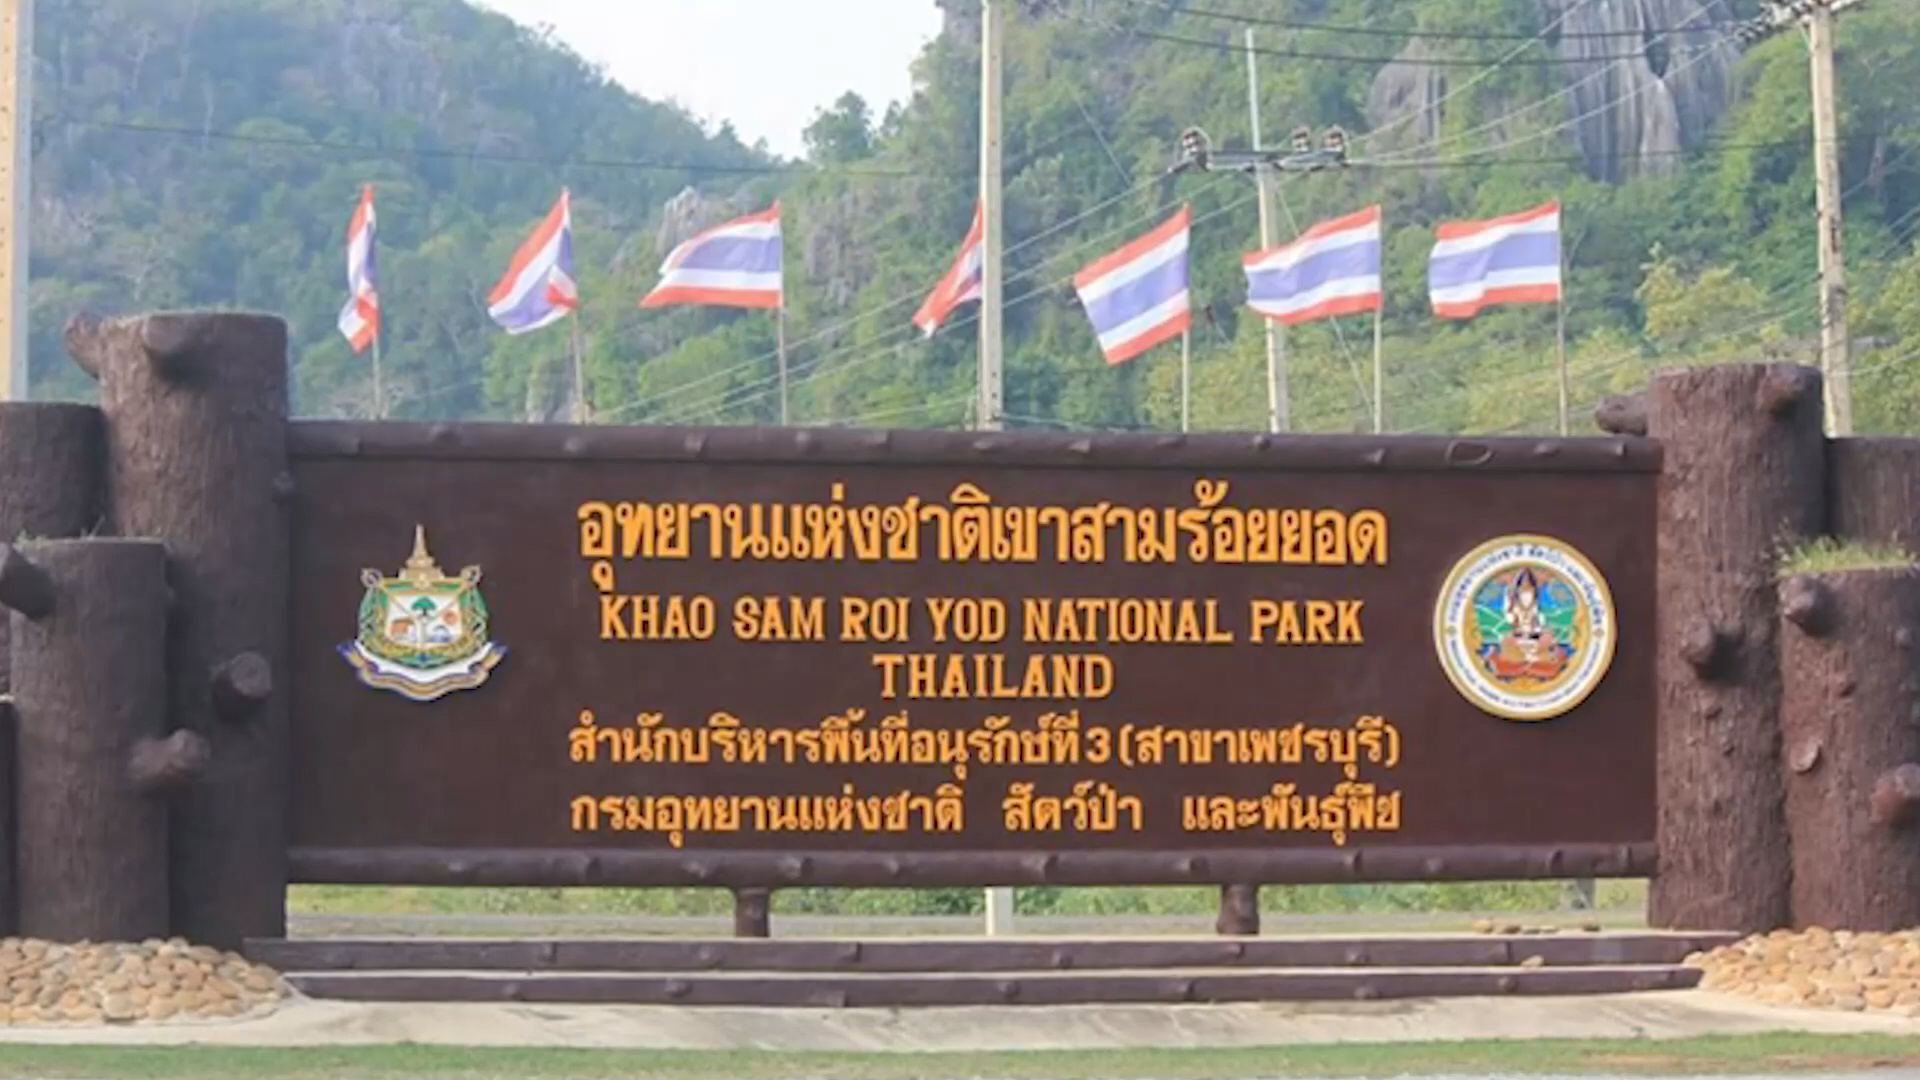 อุทยานแห่งชาติเขาสามร้อยยอด
KHAO SAM ROI YOD NATIONAL PARK
THAILAND
สำนักบริหารพื้นที่อนุรักษ์ที่ 3 (สาขาเพชรบุรี)
กรมอุทยานแห่งชาติ สัตว์ป่า และพันธุ์พืช